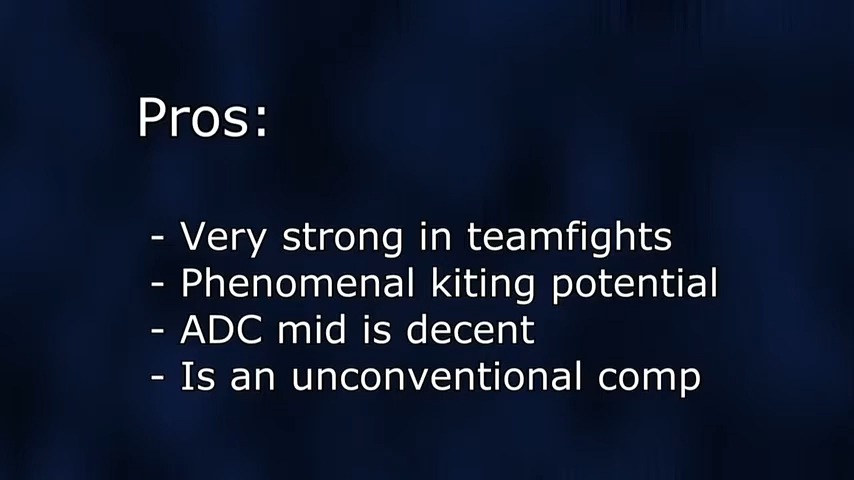 Pros:
- Very strong in teamfights
- Phenomenal kiting potential
- ADC mid is decent
- Is an unconventional comp